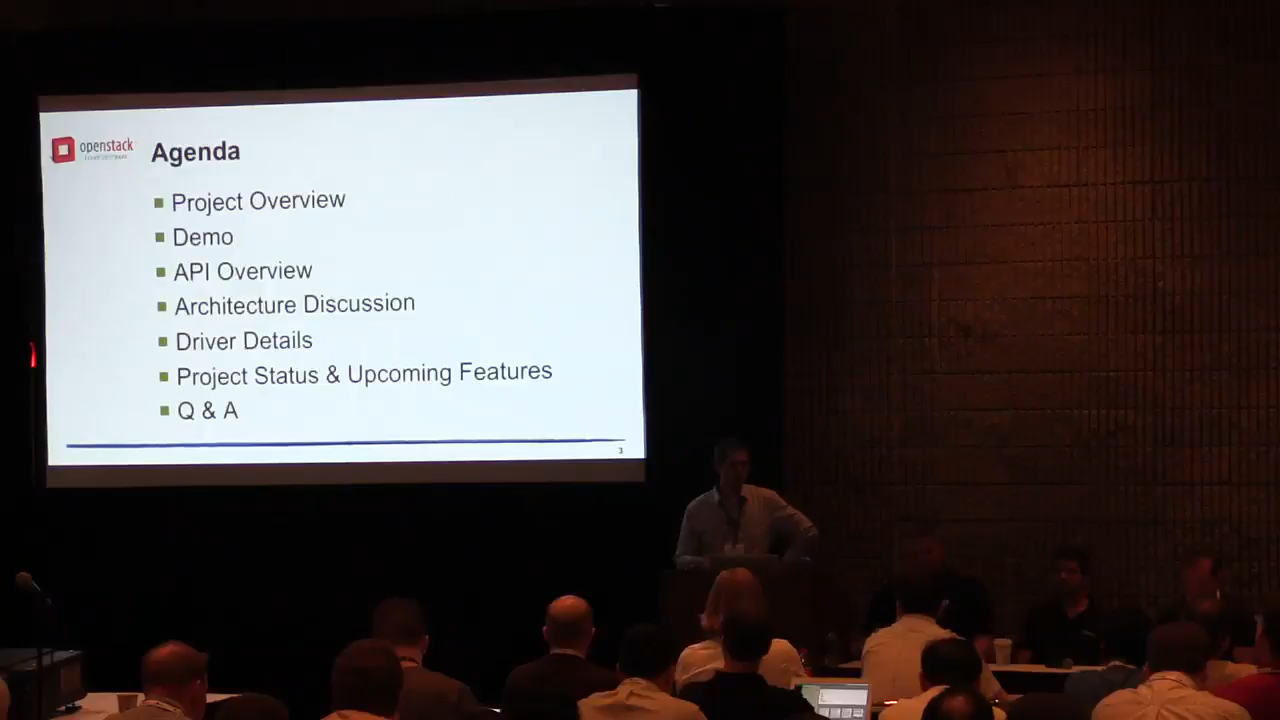 openstack
Agenda
Project Overview
Demo
API Overview
Architecture Discussion
Driver Details
Project Status & Upcoming Features
Q & A
3